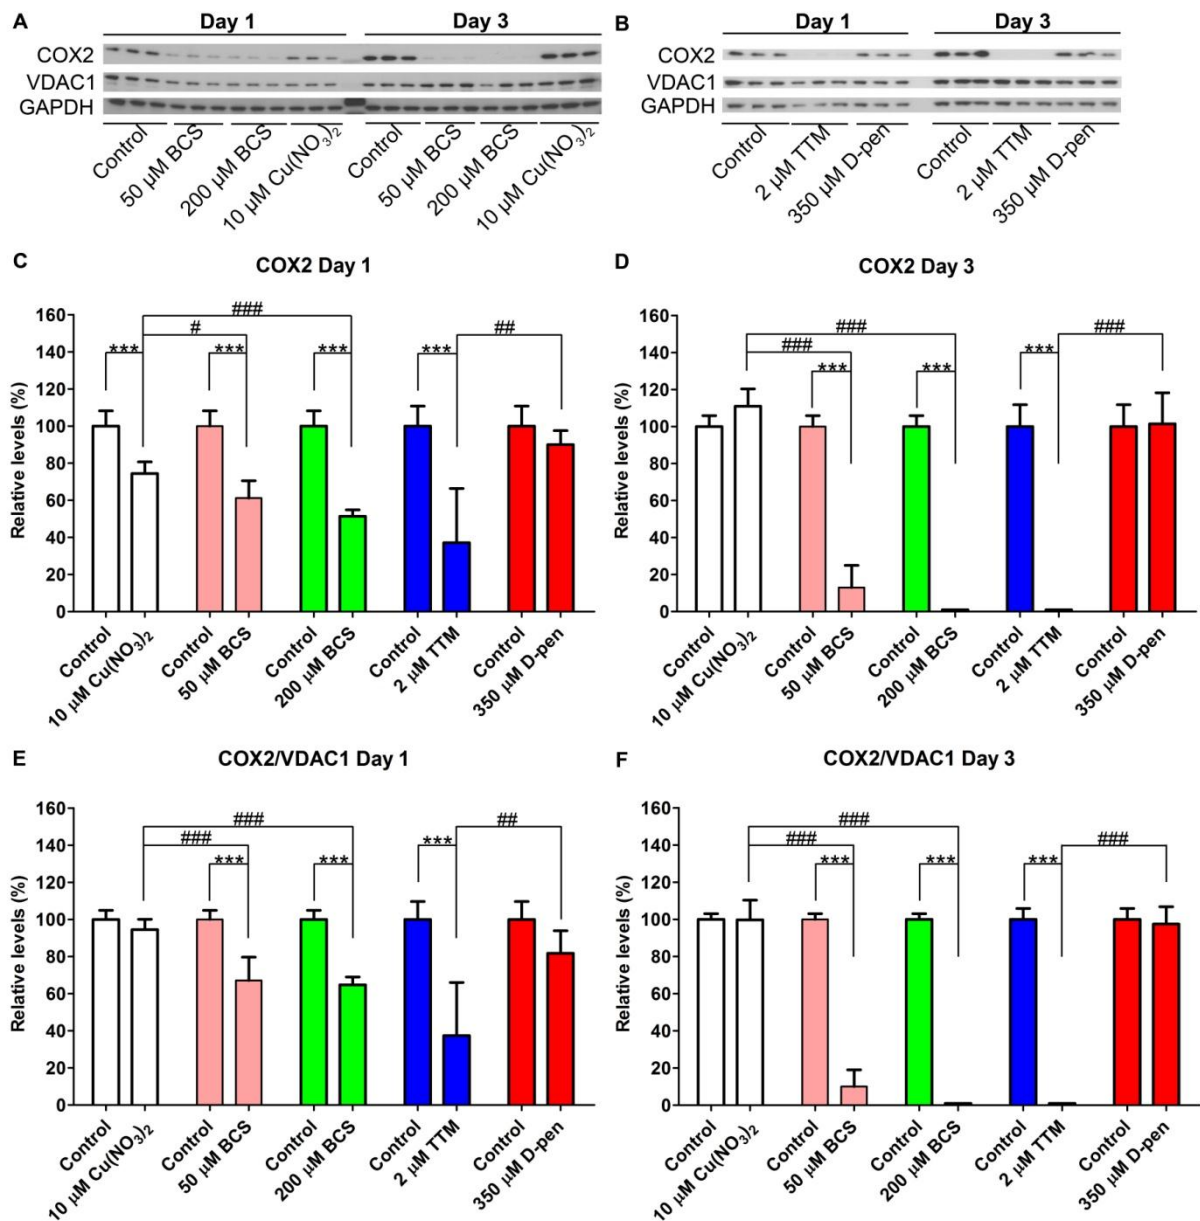 A
Day 1
Day 3
COX2
VDAC1
GAPDH
Control
50 µM BCS
200 µM BCS
10 µM Cu(NO₃)₂
Control
50 µM BCS
200 µM BCS
10 µM Cu(NO₃)₂
B
Day 1
Day 3
COX2
VDAC1
GAPDH
Control
2 µM TTM
350 µM D-pen
Control
2 µM TTM
350 µM D-pen
C
COX2 Day 1
Relative levels (%)
160
140
120
100
80
60
40
20
0
###
#
##
***
***
***
***
Control
10 µM Cu(NO₃)₂
Control
50 µM BCS
Control
200 µM BCS
Control
2 µM TTM
Control
350 µM D-pen
D
COX2 Day 3
Relative levels (%)
160
140
120
100
80
60
40
20
0
###
###
###
***
***
***
Control
10 µM Cu(NO₃)₂
Control
50 µM BCS
Control
200 µM BCS
Control
2 µM TTM
Control
350 µM D-pen
E
COX2/VDAC1 Day 1
Relative levels (%)
160
140
120
100
80
60
40
20
0
###
##
###
***
***
***
Control
10 µM Cu(NO₃)₂
Control
50 µM BCS
Control
200 µM BCS
Control
2 µM TTM
Control
350 µM D-pen
F
COX2/VDAC1 Day 3
Relative levels (%)
160
140
120
100
80
60
40
20
0
###
###
###
***
***
***
Control
10 µM Cu(NO₃)₂
Control
50 µM BCS
Control
200 µM BCS
Control
2 µM TTM
Control
350 µM D-pen